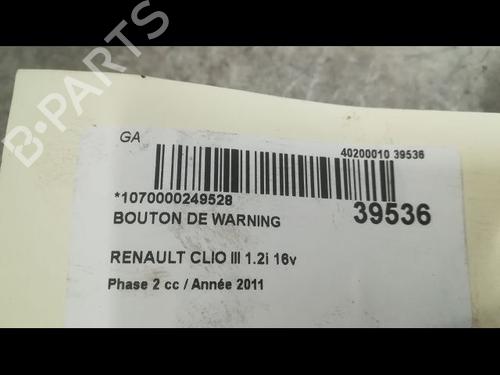 B-PARTS
GA
40200010 39536
*1070000249528
BOUTON DE WARNING
39536
RENAULT CLIO III 1.2i 16v
Phase 2 cc / Année 2011